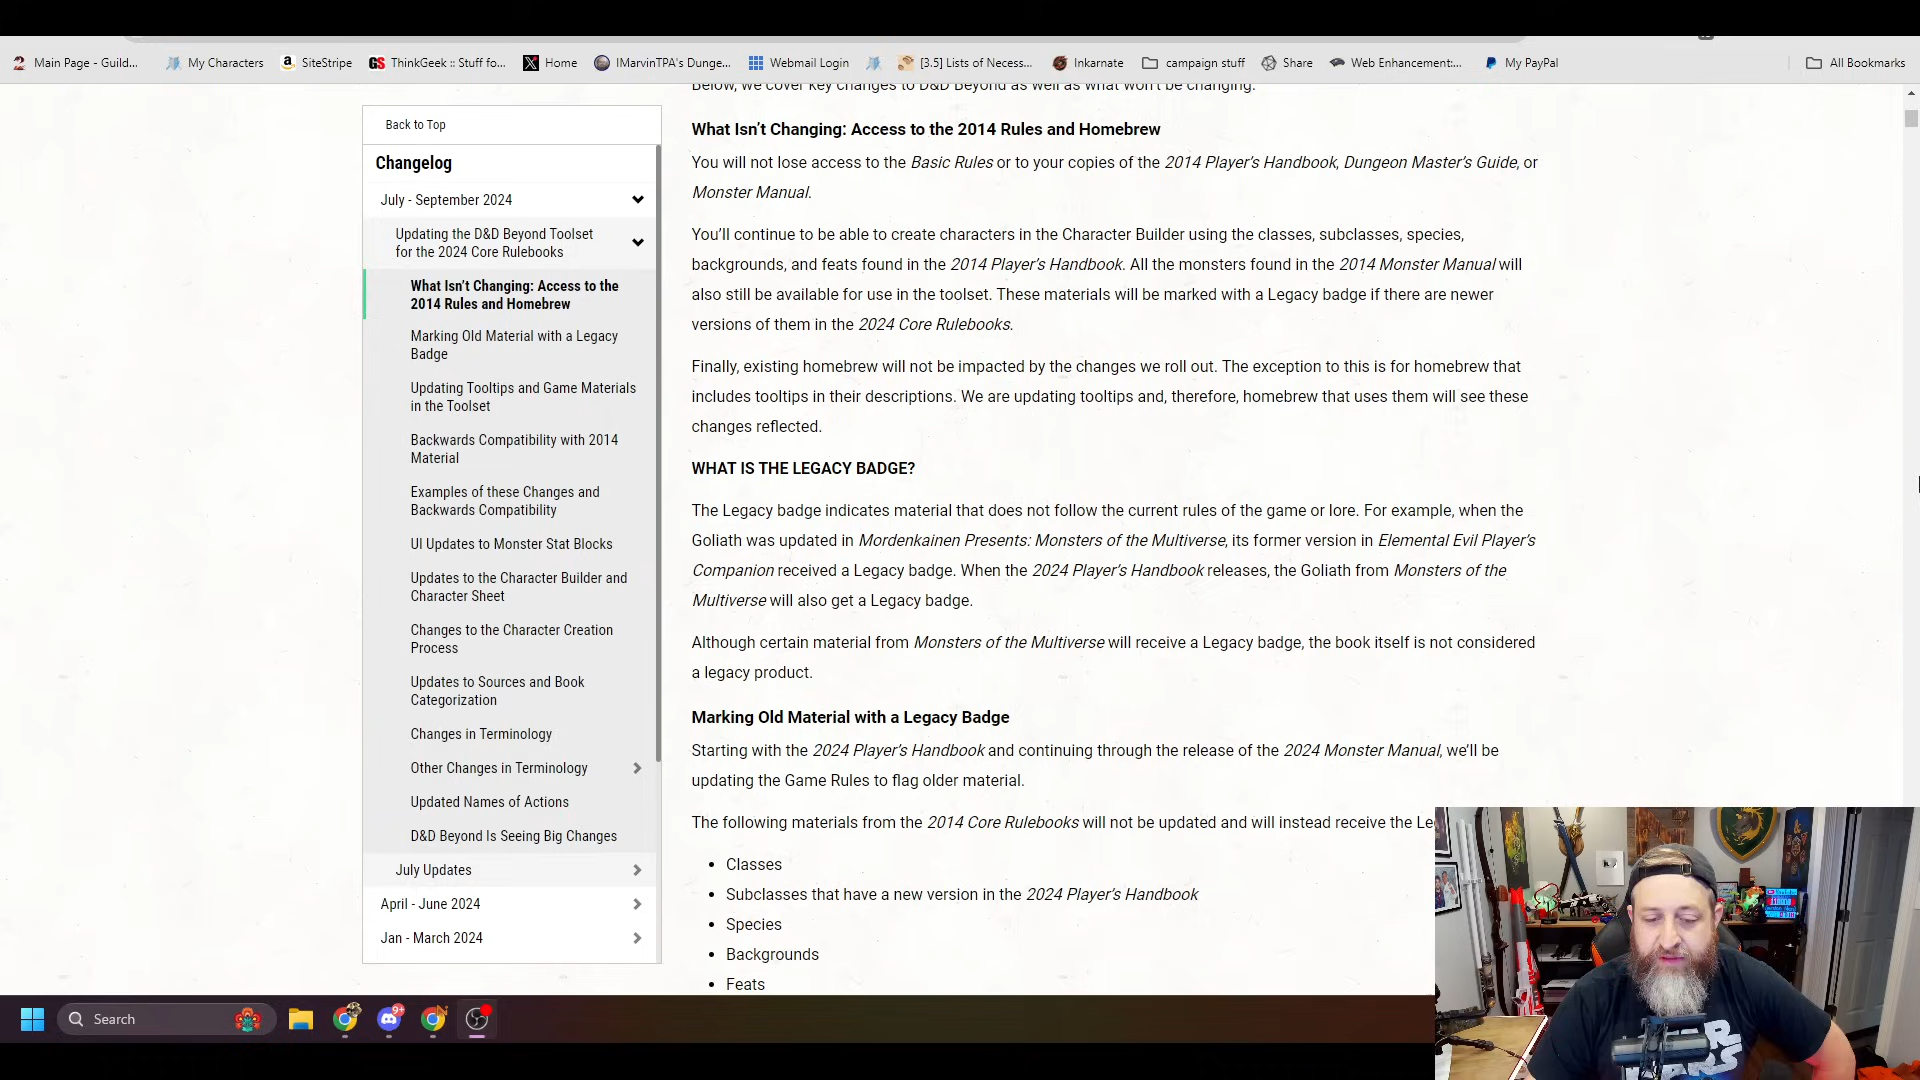 Main Page - Guild...
My Characters
SiteStripe
ThinkGeek :: Stuff fo...
Home
IMarvinTPA's Dunge...
Webmail Login
[3.5] Lists of Necess...
Inkarnate
campaign stuff
Share
Web Enhancement:...
My PayPal
All Bookmarks
Back to Top
Changelog
July - September 2024
Updating the D&D Beyond Toolset
for the 2024 Core Rulebooks
What Isn't Changing: Access to the
2014 Rules and Homebrew
Marking Old Material with a Legacy
Badge
Updating Tooltips and Game Materials
in the Toolset
Backwards Compatibility with 2014
Material
Examples of these Changes and
Backwards Compatibility
UI Updates to Monster Stat Blocks
Updates to the Character Builder and
Character Sheet
Changes to the Character Creation
Process
Updates to Sources and Book
Categorization
Changes in Terminology
Other Changes in Terminology
Updated Names of Actions
D&D Beyond Is Seeing Big Changes
July Updates
April - June 2024
Jan - March 2024
Below, we cover key changes to D&D Beyond as well as what won't be changing.
What Isn't Changing: Access to the 2014 Rules and Homebrew
You will not lose access to the Basic Rules or to your copies of the 2014 Player's Handbook, Dungeon Master's Guide, or
Monster Manual.
You'll continue to be able to create characters in the Character Builder using the classes, subclasses, species,
backgrounds, and feats found in the 2014 Player's Handbook. All the monsters found in the 2014 Monster Manual will
also still be available for use in the toolset. These materials will be marked with a Legacy badge if there are newer
versions of them in the 2024 Core Rulebooks.
Finally, existing homebrew will not be impacted by the changes we roll out. The exception to this is for homebrew that
includes tooltips in their descriptions. We are updating tooltips and, therefore, homebrew that uses them will see these
changes reflected.
WHAT IS THE LEGACY BADGE?
The Legacy badge indicates material that does not follow the current rules of the game or lore. For example, when the
Goliath was updated in Mordenkainen Presents: Monsters of the Multiverse, its former version in Elemental Evil Player's
Companion received a Legacy badge. When the 2024 Player's Handbook releases, the Goliath from Monsters of the
Multiverse will also get a Legacy badge.
Although certain material from Monsters of the Multiverse will receive a Legacy badge, the book itself is not considered
a legacy product.
Marking Old Material with a Legacy Badge
Starting with the 2024 Player's Handbook and continuing through the release of the 2024 Monster Manual, we'll be
updating the Game Rules to flag older material.
The following materials from the 2014 Core Rulebooks will not be updated and will instead receive the Le
• Classes
• Subclasses that have a new version in the 2024 Player's Handbook
• Species
• Backgrounds
• Feats
Search
9+